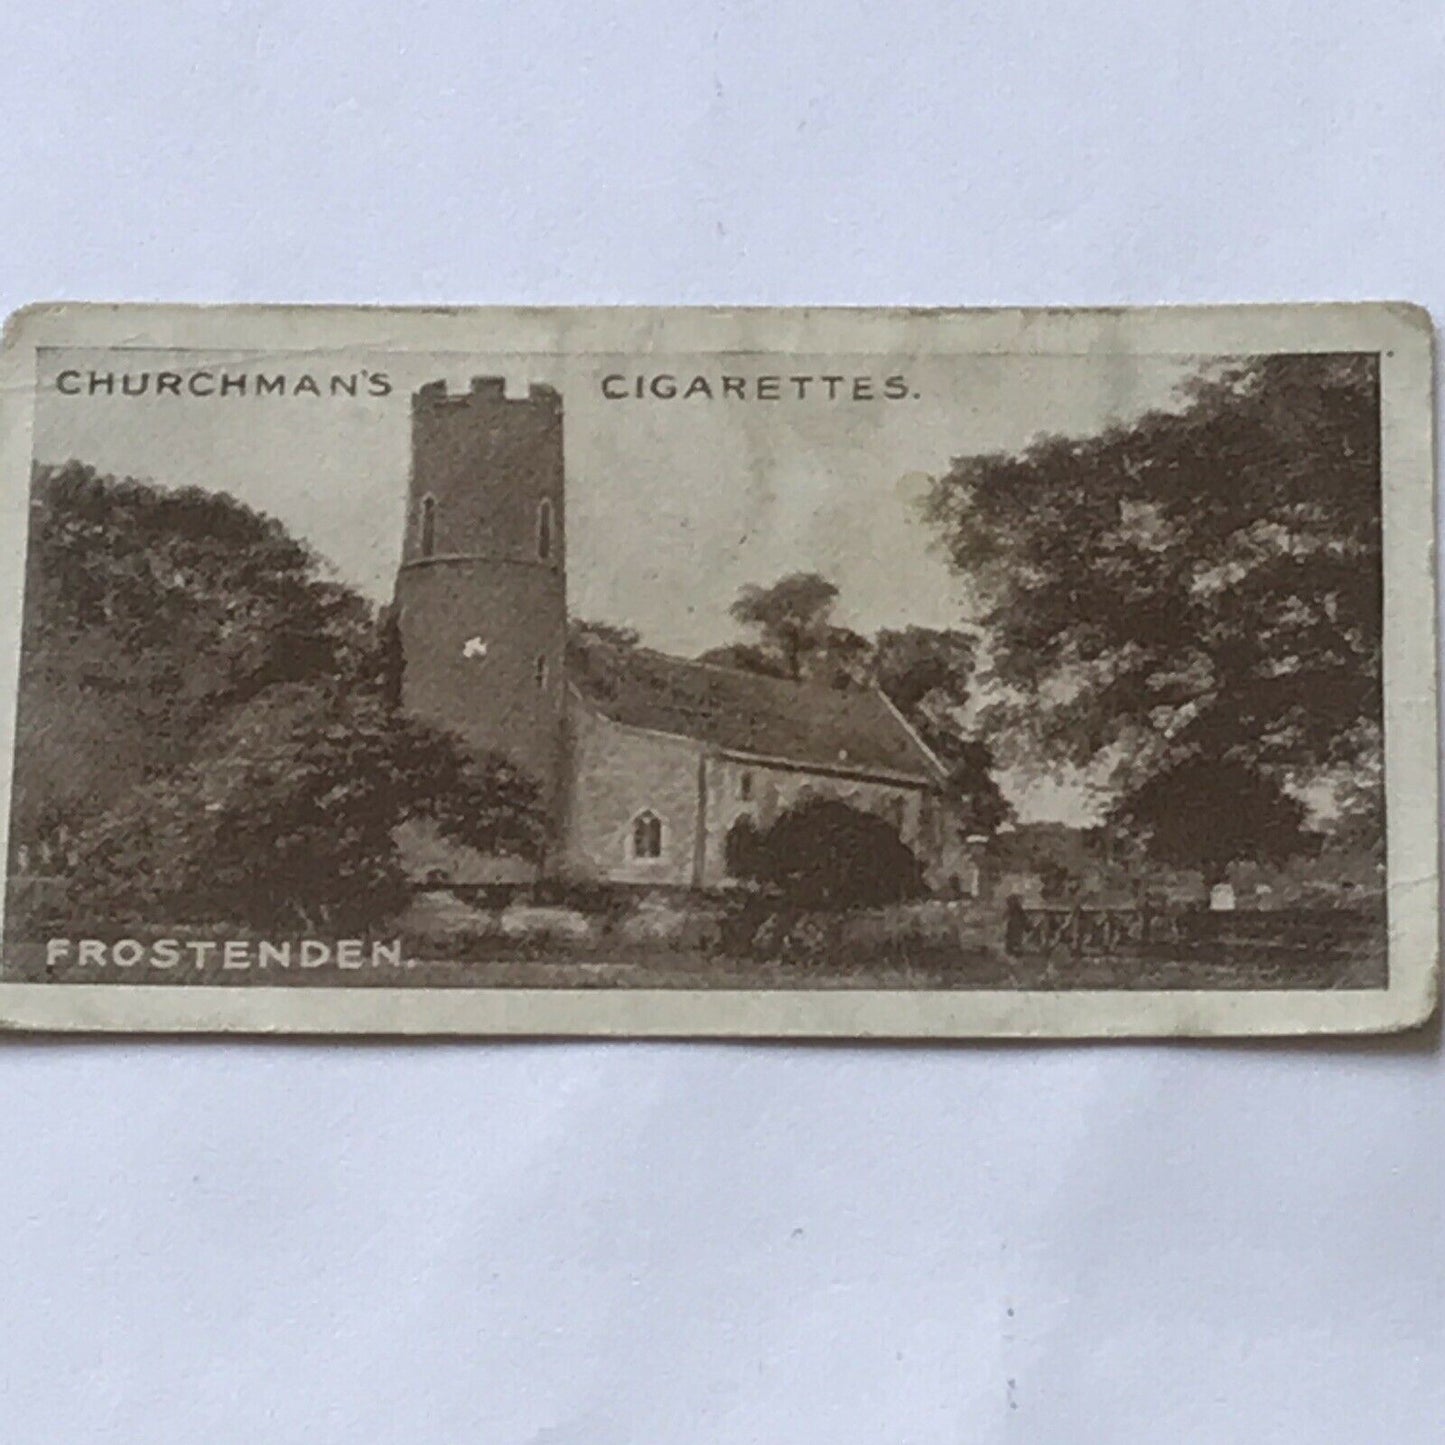 CHURCHMAN'S CIGARETTES.
FROSTENDEN.